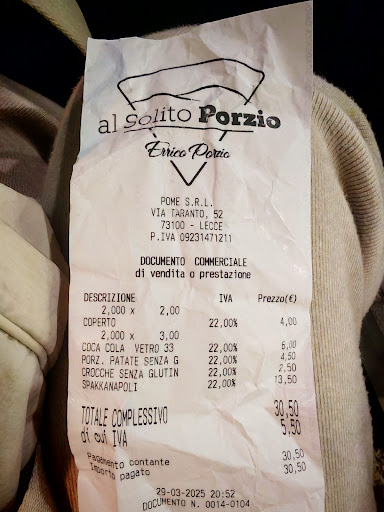 al Solito Porzio
Errico Porzio
POME S.R.L.
VIA TARANTO, 52
73100 - LECCE
P.IVA 09231471211
DOCUMENTO COMMERCIALE
di vendita o prestazione
DESCRIZIONE IVA Prezzo(€)
2,000 x 2,00
COPERTO 22,00% 4,00
2,000 x 3,00
COCA COLA VETRO 33 22,00% 6,00
PORZ. PATATE SENZA G 22,00% 4,50
CROCCHE SENZA GLUTIN 22,00% 2,50
SPAKKANAPOLI 22,00% 13,50
TOTALE COMPLESSIVO 30,50
di cui IVA 5,50
Pagamento contante 30,50
Importo pagato 30,50
29-03-2025 20:52
DOCUMENTO N. 0014-0104